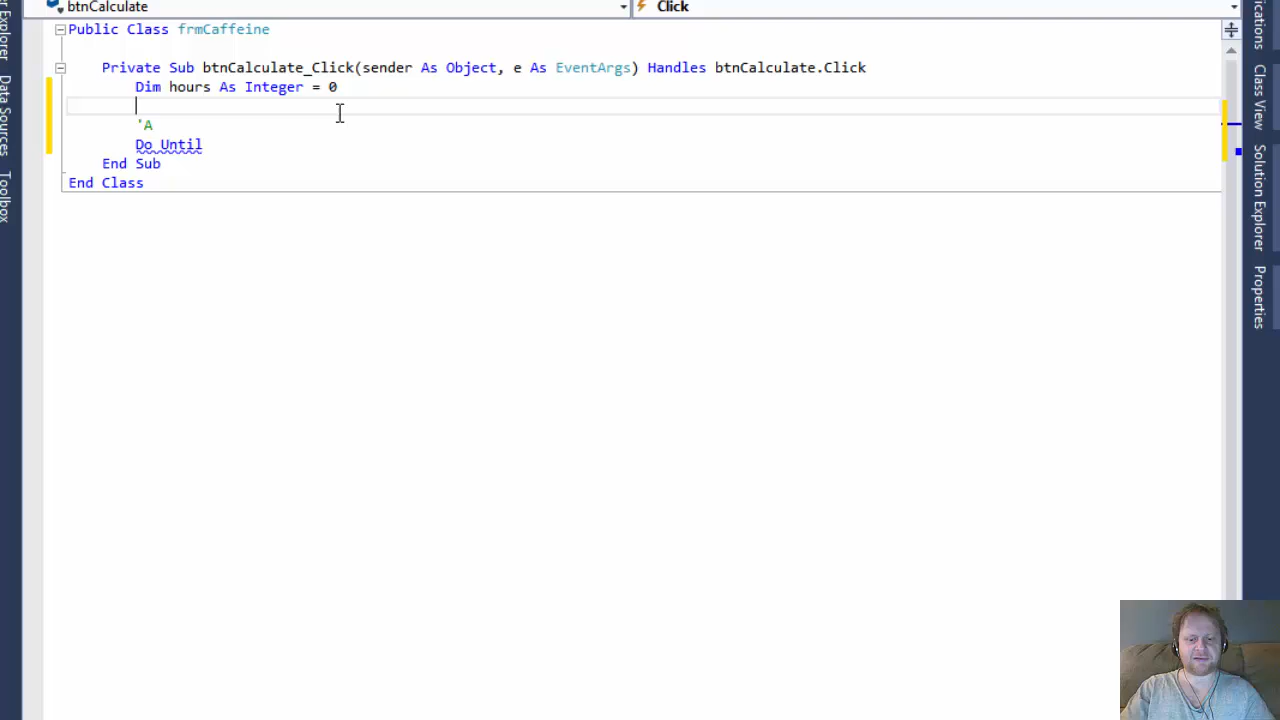 btnCalculate Click
Public Class frmCaffeine
Private Sub btnCalculate_Click(sender As Object, e As EventArgs) Handles btnCalculate.Click
Dim hours As Integer = 0
'A
Do Until
End Sub
End Class
Explorer
Data Sources
Toolbox
Class View
Solution Explorer
Properties